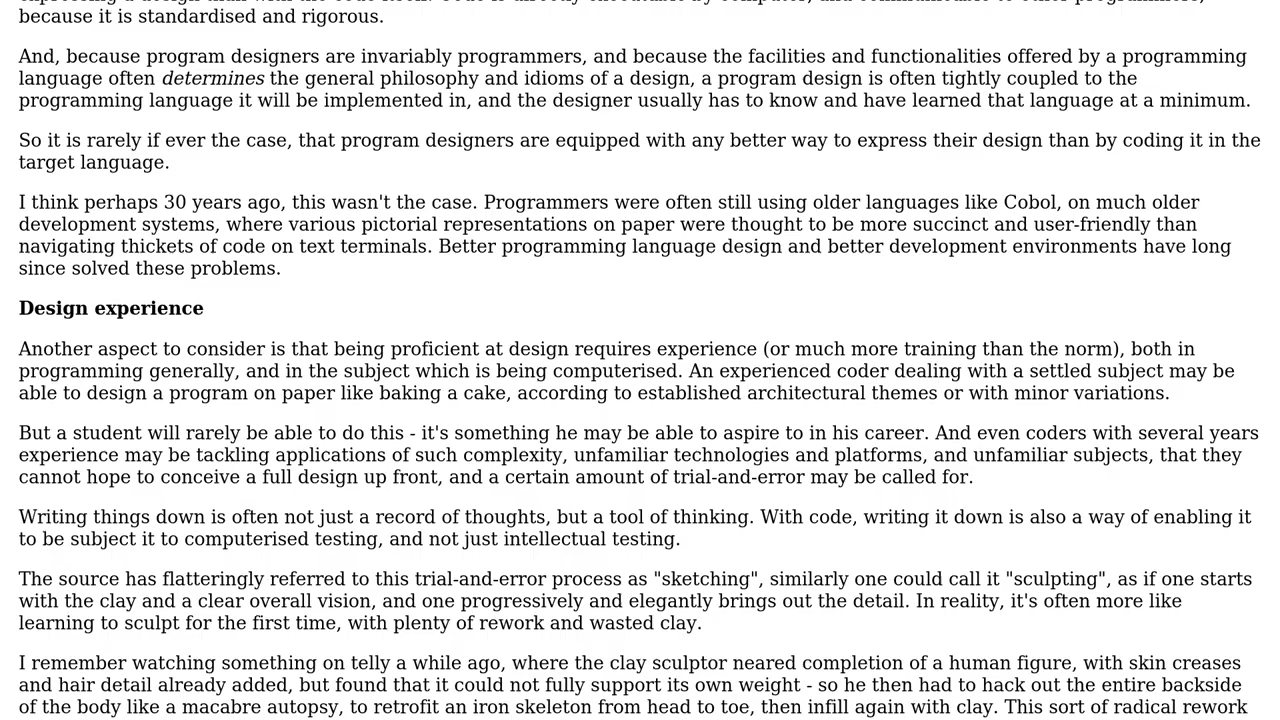 because it is standardised and rigorous.
And, because program designers are invariably programmers, and because the facilities and functionalities offered by a programming
language often determines the general philosophy and idioms of a design, a program design is often tightly coupled to the
programming language it will be implemented in, and the designer usually has to know and have learned that language at a minimum.
So it is rarely if ever the case, that program designers are equipped with any better way to express their design than by coding it in the
target language.
I think perhaps 30 years ago, this wasn't the case. Programmers were often still using older languages like Cobol, on much older
development systems, where various pictorial representations on paper were thought to be more succinct and user-friendly than
navigating thickets of code on text terminals. Better programming language design and better development environments have long
since solved these problems.
Design experience
Another aspect to consider is that being proficient at design requires experience (or much more training than the norm), both in
programming generally, and in the subject which is being computerised. An experienced coder dealing with a settled subject may be
able to design a program on paper like baking a cake, according to established architectural themes or with minor variations.
But a student will rarely be able to do this - it's something he may be able to aspire to in his career. And even coders with several years
experience may be tackling applications of such complexity, unfamiliar technologies and platforms, and unfamiliar subjects, that they
cannot hope to conceive a full design up front, and a certain amount of trial-and-error may be called for.
Writing things down is often not just a record of thoughts, but a tool of thinking. With code, writing it down is also a way of enabling it
to be subject it to computerised testing, and not just intellectual testing.
The source has flatteringly referred to this trial-and-error process as "sketching", similarly one could call it "sculpting", as if one starts
with the clay and a clear overall vision, and one progressively and elegantly brings out the detail. In reality, it's often more like
learning to sculpt for the first time, with plenty of rework and wasted clay.
I remember watching something on telly a while ago, where the clay sculptor neared completion of a human figure, with skin creases
and hair detail already added, but found that it could not fully support its own weight - so he then had to hack out the entire backside
of the body like a macabre autopsy, to retrofit an iron skeleton from head to toe, then infill again with clay. This sort of radical rework